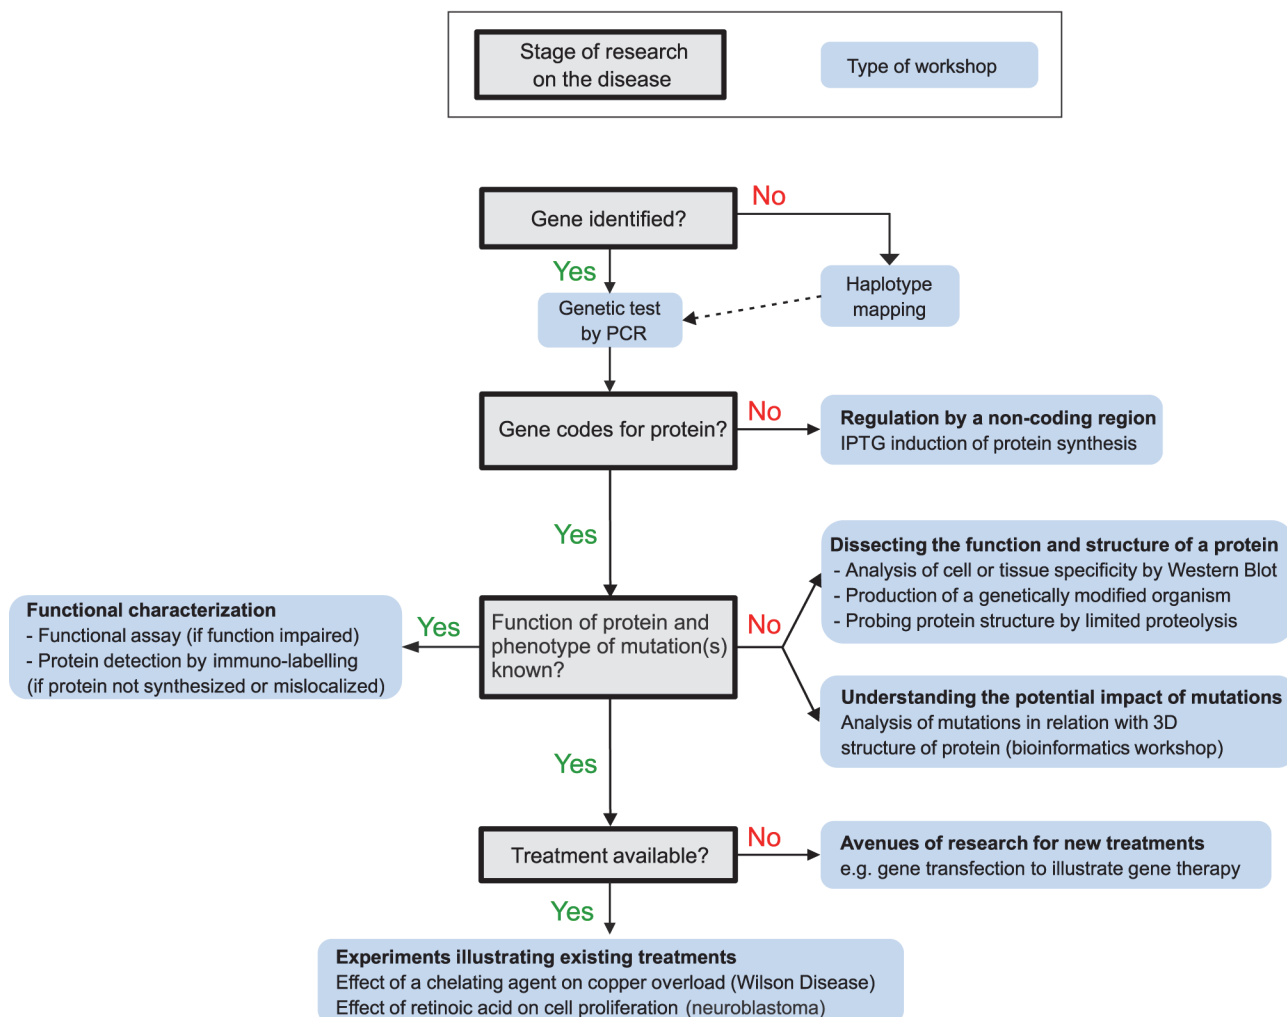 Stage of research
on the disease
Type of workshop
Gene identified?
No
Yes
Haplotype
mapping
Genetic test
by PCR
Gene codes for protein?
No
Regulation by a non-coding region
IPTG induction of protein synthesis
Yes
Dissecting the function and structure of a protein
- Analysis of cell or tissue specificity by Western Blot
- Production of a genetically modified organism
- Probing protein structure by limited proteolysis
Functional characterization
- Functional assay (if function impaired)
- Protein detection by immuno-labelling
(if protein not synthesized or mislocalized)
Yes
Function of protein and
phenotype of mutation(s)
known?
No
Understanding the potential impact of mutations
Analysis of mutations in relation with 3D
structure of protein (bioinformatics workshop)
Yes
Treatment available?
No
Avenues of research for new treatments
e.g. gene transfection to illustrate gene therapy
Yes
Experiments illustrating existing treatments
Effect of a chelating agent on copper overload (Wilson Disease)
Effect of retinoic acid on cell proliferation (neuroblastoma)